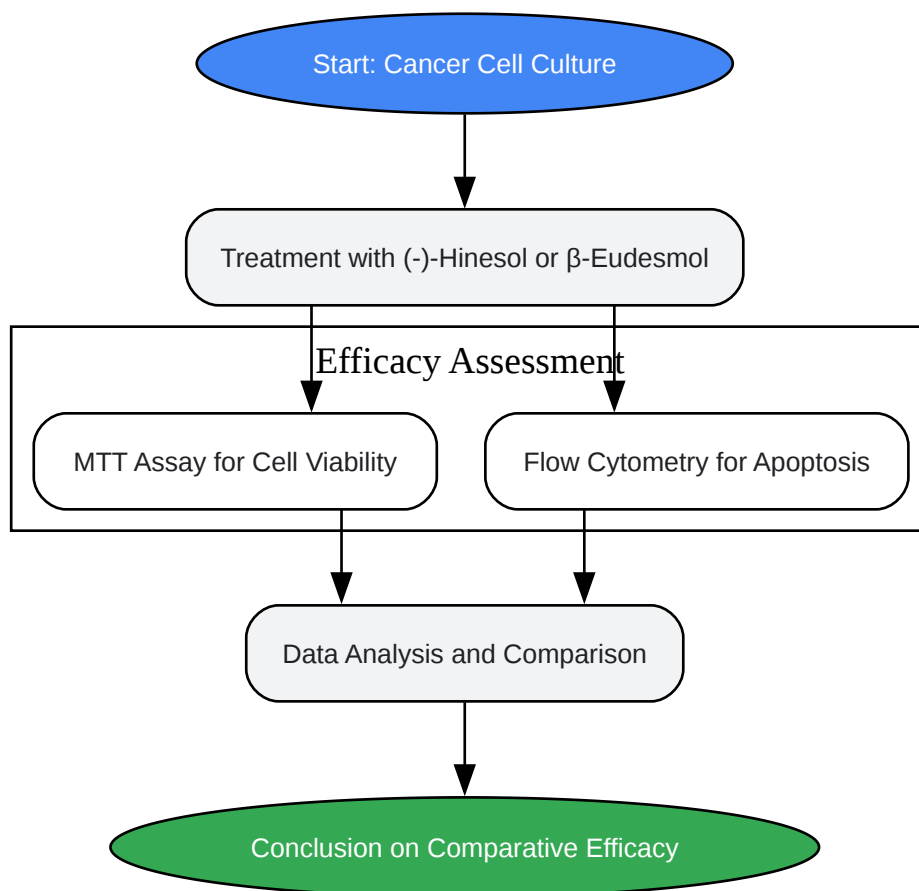 Start: Cancer Cell Culture
Treatment with (-)-Hinesol or β-Eudesmol
Efficacy Assessment
MTT Assay for Cell Viability
Flow Cytometry for Apoptosis
Data Analysis and Comparison
Conclusion on Comparative Efficacy